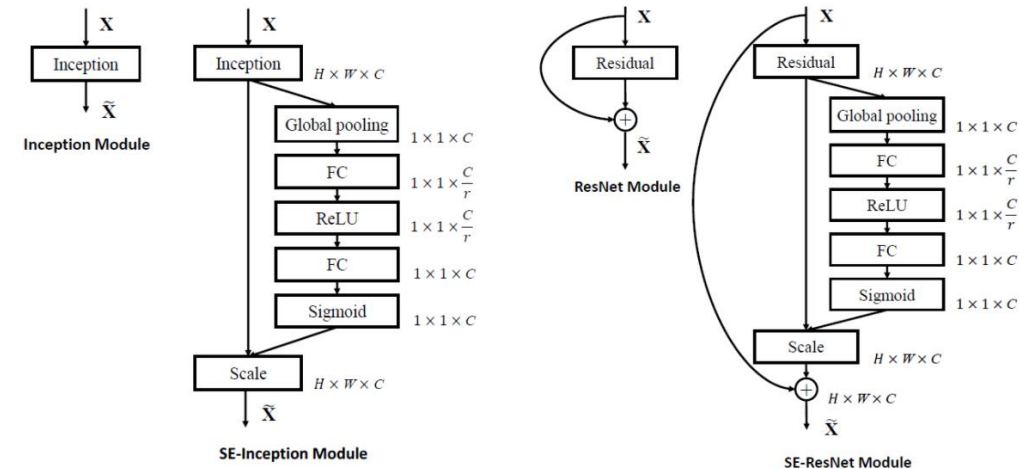 X
Inception
X̃
Inception Module
X
Inception
H × W × C
Global pooling
1 × 1 × C
FC
1 × 1 × C/r
ReLU
1 × 1 × C/r
FC
1 × 1 × C
Sigmoid
1 × 1 × C
Scale
H × W × C
X̃
SE-Inception Module
X
Residual
+
X̃
ResNet Module
X
Residual
H × W × C
Global pooling
1 × 1 × C
FC
1 × 1 × C/r
ReLU
1 × 1 × C/r
FC
1 × 1 × C
Sigmoid
1 × 1 × C
Scale
H × W × C
+
H × W × C
X̃
SE-ResNet Module